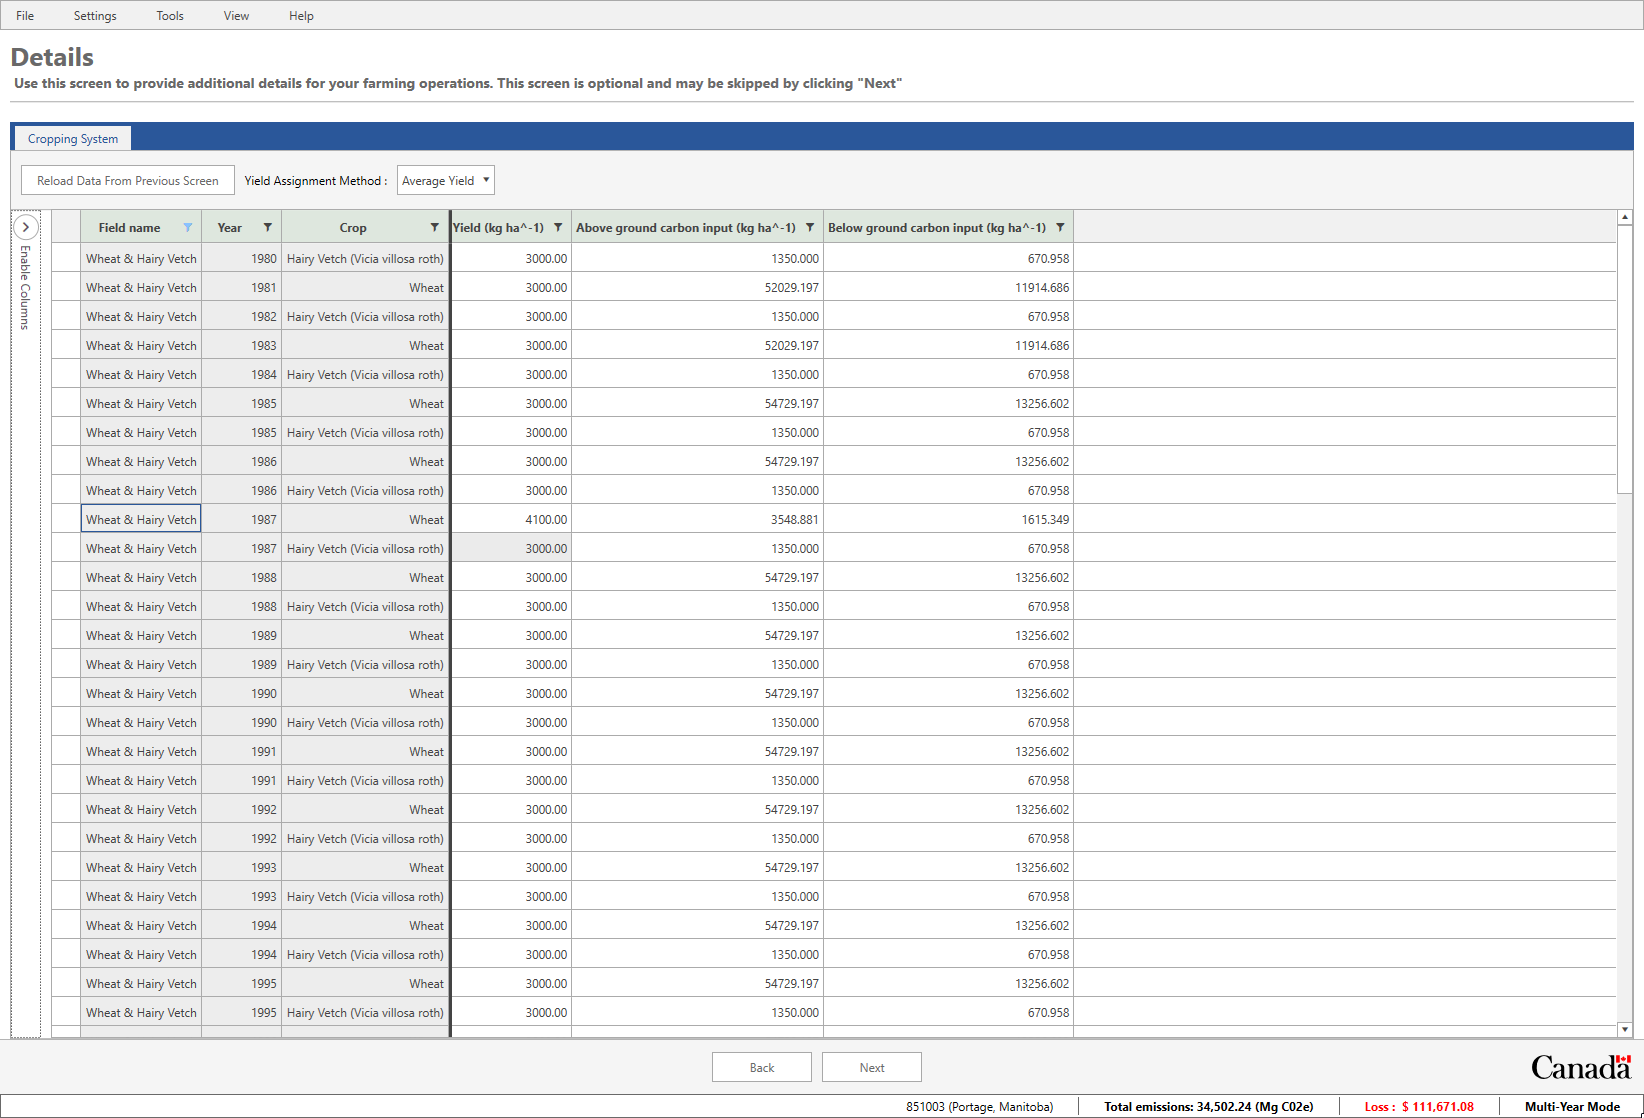 File Settings Tools View Help
Details
Use this screen to provide additional details for your farming operations. This screen is optional and may be skipped by clicking "Next"
Cropping System
Reload Data From Previous Screen Yield Assignment Method : Average Yield
Enable Columns
Field name Year Crop Yield (kg ha^-1) Above ground carbon input (kg ha^-1) Below ground carbon input (kg ha^-1)
Wheat & Hairy Vetch 1980 Hairy Vetch (Vicia villosa roth) 3000.00 1350.000 670.958
Wheat & Hairy Vetch 1981 Wheat 3000.00 52029.197 11914.686
Wheat & Hairy Vetch 1982 Hairy Vetch (Vicia villosa roth) 3000.00 1350.000 670.958
Wheat & Hairy Vetch 1983 Wheat 3000.00 52029.197 11914.686
Wheat & Hairy Vetch 1984 Hairy Vetch (Vicia villosa roth) 3000.00 1350.000 670.958
Wheat & Hairy Vetch 1985 Wheat 3000.00 54729.197 13256.602
Wheat & Hairy Vetch 1985 Hairy Vetch (Vicia villosa roth) 3000.00 1350.000 670.958
Wheat & Hairy Vetch 1986 Wheat 3000.00 54729.197 13256.602
Wheat & Hairy Vetch 1986 Hairy Vetch (Vicia villosa roth) 3000.00 1350.000 670.958
Wheat & Hairy Vetch 1987 Wheat 4100.00 3548.881 1615.349
Wheat & Hairy Vetch 1987 Hairy Vetch (Vicia villosa roth) 3000.00 1350.000 670.958
Wheat & Hairy Vetch 1988 Wheat 3000.00 54729.197 13256.602
Wheat & Hairy Vetch 1988 Hairy Vetch (Vicia villosa roth) 3000.00 1350.000 670.958
Wheat & Hairy Vetch 1989 Wheat 3000.00 54729.197 13256.602
Wheat & Hairy Vetch 1989 Hairy Vetch (Vicia villosa roth) 3000.00 1350.000 670.958
Wheat & Hairy Vetch 1990 Wheat 3000.00 54729.197 13256.602
Wheat & Hairy Vetch 1990 Hairy Vetch (Vicia villosa roth) 3000.00 1350.000 670.958
Wheat & Hairy Vetch 1991 Wheat 3000.00 54729.197 13256.602
Wheat & Hairy Vetch 1991 Hairy Vetch (Vicia villosa roth) 3000.00 1350.000 670.958
Wheat & Hairy Vetch 1992 Wheat 3000.00 54729.197 13256.602
Wheat & Hairy Vetch 1992 Hairy Vetch (Vicia villosa roth) 3000.00 1350.000 670.958
Wheat & Hairy Vetch 1993 Wheat 3000.00 54729.197 13256.602
Wheat & Hairy Vetch 1993 Hairy Vetch (Vicia villosa roth) 3000.00 1350.000 670.958
Wheat & Hairy Vetch 1994 Wheat 3000.00 54729.197 13256.602
Wheat & Hairy Vetch 1994 Hairy Vetch (Vicia villosa roth) 3000.00 1350.000 670.958
Wheat & Hairy Vetch 1995 Wheat 3000.00 54729.197 13256.602
Wheat & Hairy Vetch 1995 Hairy Vetch (Vicia villosa roth) 3000.00 1350.000 670.958
Back Next Canada
851003 (Portage, Manitoba) Total emissions: 34,502.24 (Mg C02e) Loss : $ 111,671.08 Multi-Year Mode